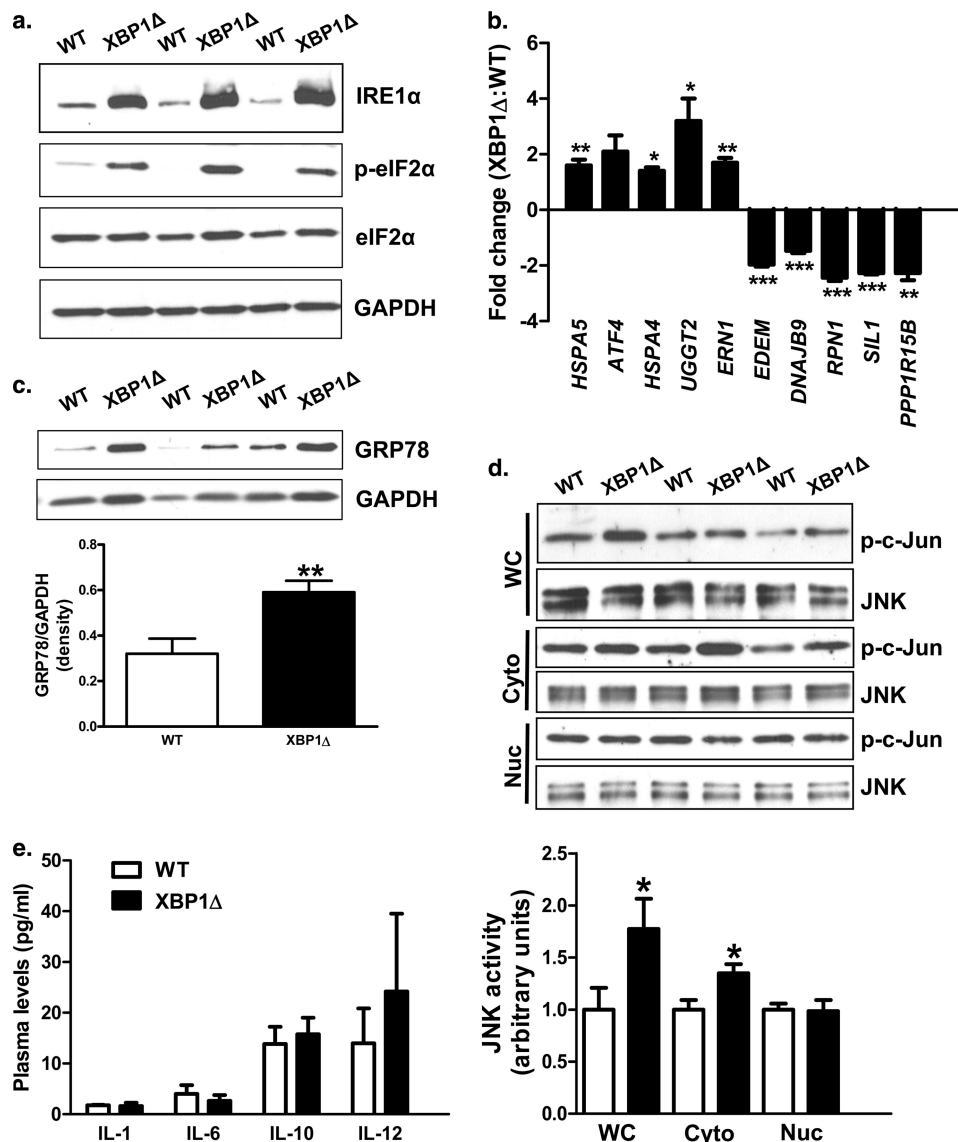 a.
WT XBP1Δ WT XBP1Δ WT XBP1Δ
IRE1α
p-eIF2α
eIF2α
GAPDH
b.
Fold change (XBP1Δ:WT)
6
4
2
0
-2
-4
**
*
*
**
***
***
***
***
**
HSPA5
ATF4
HSPA4
UGGT2
ERN1
EDEM
DNAJB9
RPN1
SIL1
PPP1R15B
c.
WT XBP1Δ WT XBP1Δ WT XBP1Δ
GRP78
GAPDH
GRP78/GAPDH
(density)
0.8
0.6
0.4
0.2
0.0
**
WT XBP1Δ
d.
WT XBP1Δ WT XBP1Δ WT XBP1Δ
WC
p-c-Jun
JNK
Cyto
p-c-Jun
JNK
Nuc
p-c-Jun
JNK
JNK activity
(arbitrary units)
2.5
2.0
1.5
1.0
0.5
0.0
*
*
WC Cyto Nuc
e.
Plasma levels (pg/ml)
50
40
30
20
10
0
WT
XBP1Δ
IL-1 IL-6 IL-10 IL-12